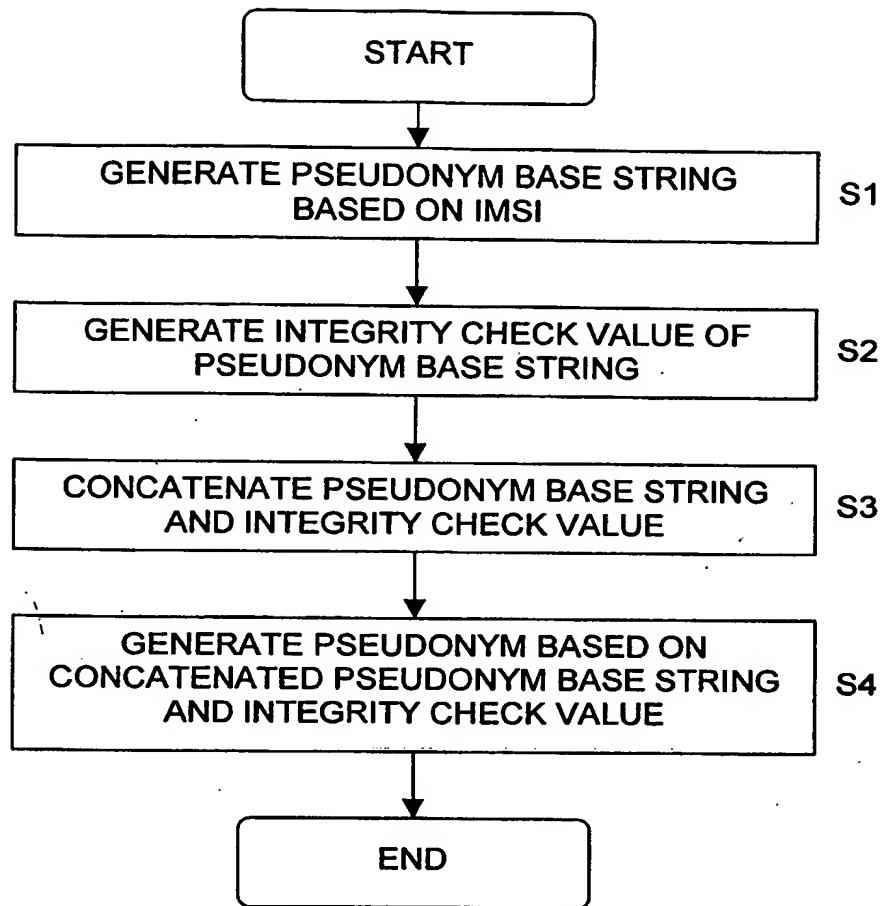 START
GENERATE PSEUDONYM BASE STRING
BASED ON IMSI
S1
GENERATE INTEGRITY CHECK VALUE OF
PSEUDONYM BASE STRING
S2
CONCATENATE PSEUDONYM BASE STRING
AND INTEGRITY CHECK VALUE
S3
GENERATE PSEUDONYM BASED ON
CONCATENATED PSEUDONYM BASE STRING
AND INTEGRITY CHECK VALUE
S4
END